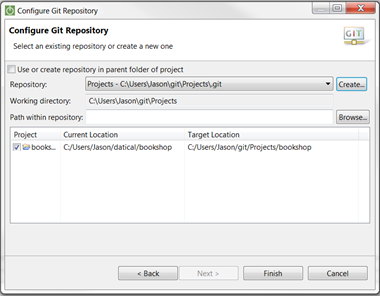 Configure Git Repository
Configure Git Repository
Select an existing repository or create a new one
GIT
Use or create repository in parent folder of project
Repository: Projects - C:\Users\Jason\git\Projects\.git Create...
Working directory: C:\Users\Jason\git\Projects
Path within repository: Browse...
Project Current Location Target Location
books... C:/Users/Jason/datical/bookshop C:/Users/Jason/git/Projects/bookshop
< Back Next > Finish Cancel